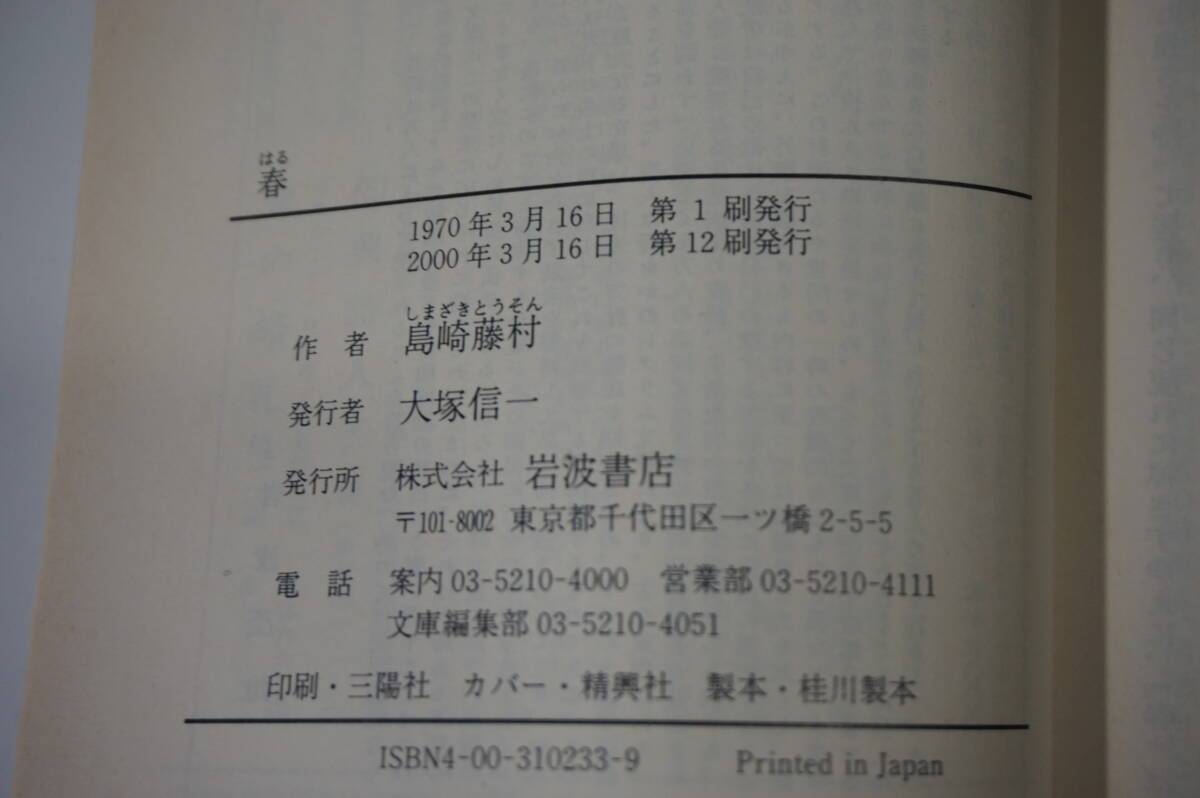 はる
春
1970年3月16日 第1刷発行
2000年3月16日 第12刷発行
しまざきとうそん
作者 島崎藤村
発行者 大塚信一
発行所 株式会社 岩波書店
〒101-8002 東京都千代田区一ツ橋2-5-5
電話 案内03-5210-4000 営業部03-5210-4111
文庫編集部03-5210-4051
印刷・三陽社 カバー・精興社 製本・桂川製本
ISBN4-00-310233-9 Printed in Japan